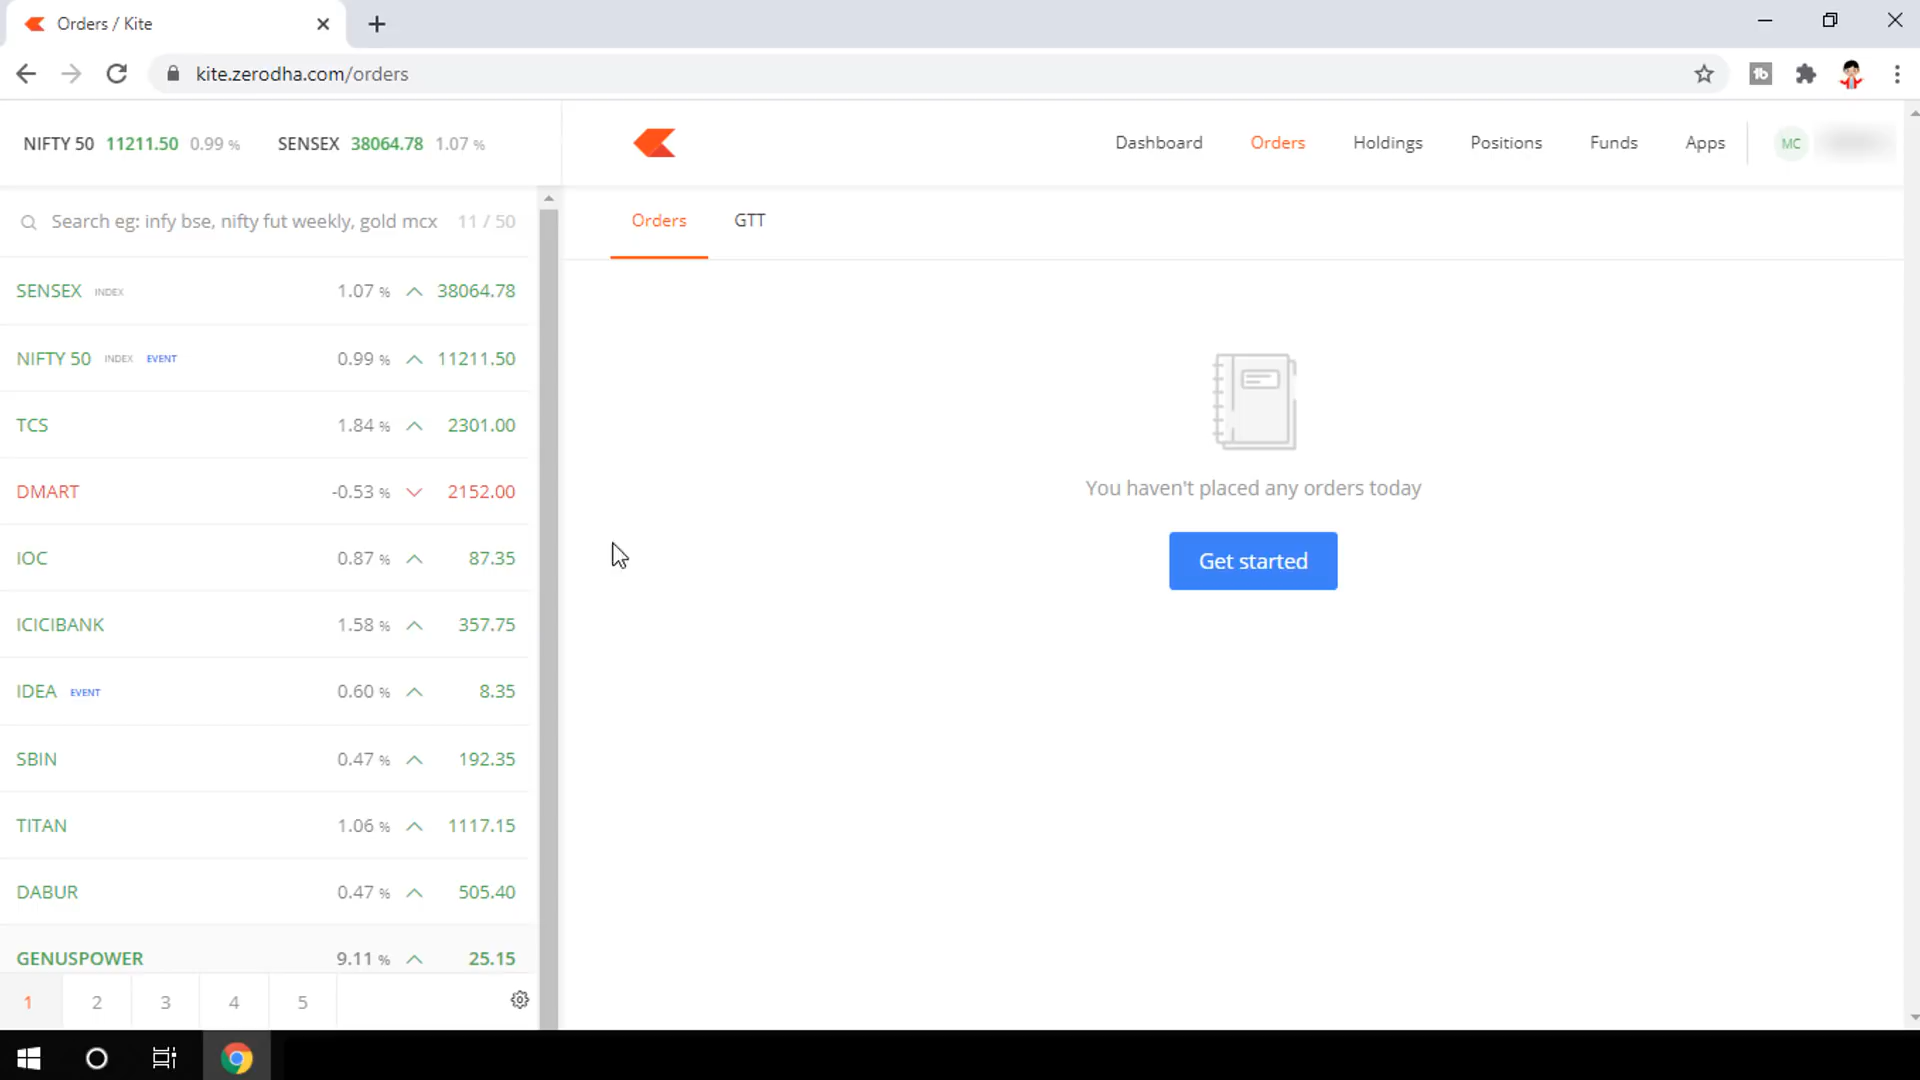 Orders / Kite
kite.zerodha.com/orders
NIFTY 50 11211.50 0.99 % SENSEX 38064.78 1.07 %
Dashboard Orders Holdings Positions Funds Apps MC
Search eg: infy bse, nifty fut weekly, gold mcx 11 / 50
Orders GTT
SENSEX INDEX 1.07 % 38064.78
NIFTY 50 INDEX EVENT 0.99 % 11211.50
TCS 1.84 % 2301.00
DMART -0.53 % 2152.00
IOC 0.87 % 87.35
ICICIBANK 1.58 % 357.75
IDEA EVENT 0.60 % 8.35
SBIN 0.47 % 192.35
TITAN 1.06 % 1117.15
DABUR 0.47 % 505.40
GENUSPOWER 9.11 % 25.15
1 2 3 4 5
You haven't placed any orders today
Get started